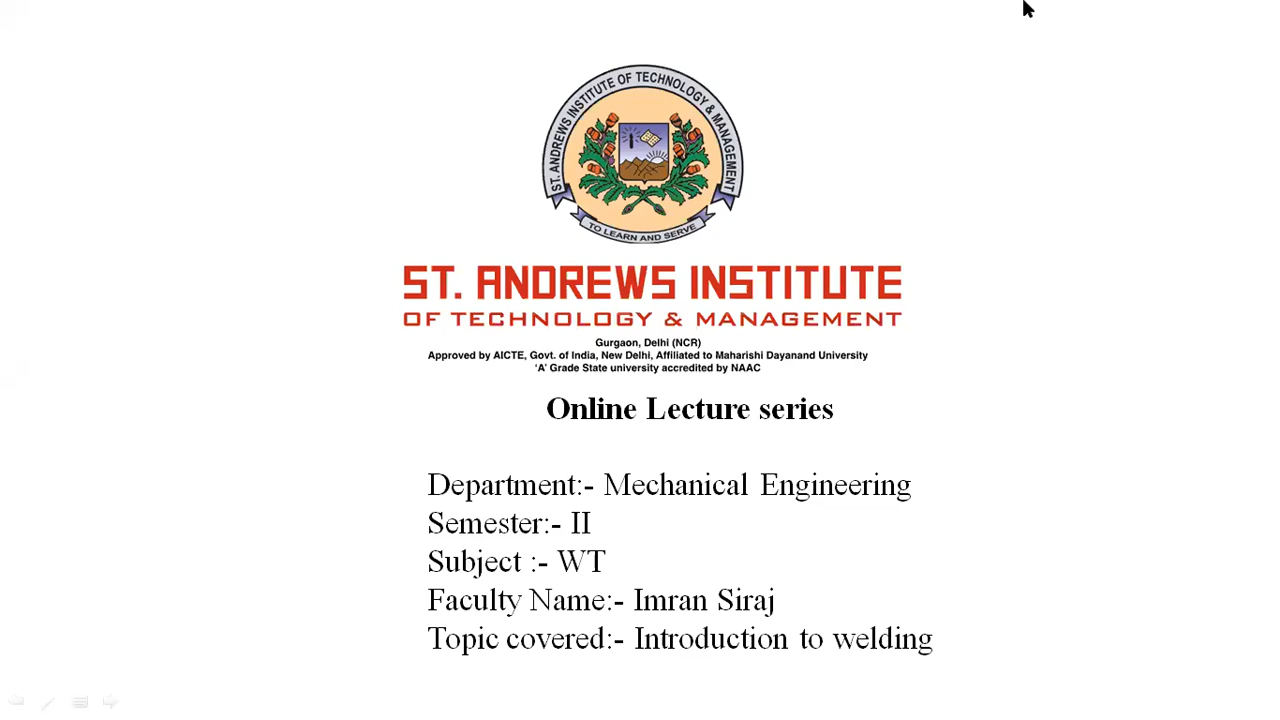 ST. ANDREWS INSTITUTE OF TECHNOLOGY & MANAGEMENT
TO LEARN AND SERVE
ST. ANDREWS INSTITUTE
OF TECHNOLOGY & MANAGEMENT
Gurgaon, Delhi (NCR)
Approved by AICTE, Govt. of India, New Delhi, Affiliated to Maharishi Dayanand University
‘A’ Grade State university accredited by NAAC
Online Lecture series
Department:- Mechanical Engineering
Semester:- II
Subject :- WT
Faculty Name:- Imran Siraj
Topic covered:- Introduction to welding